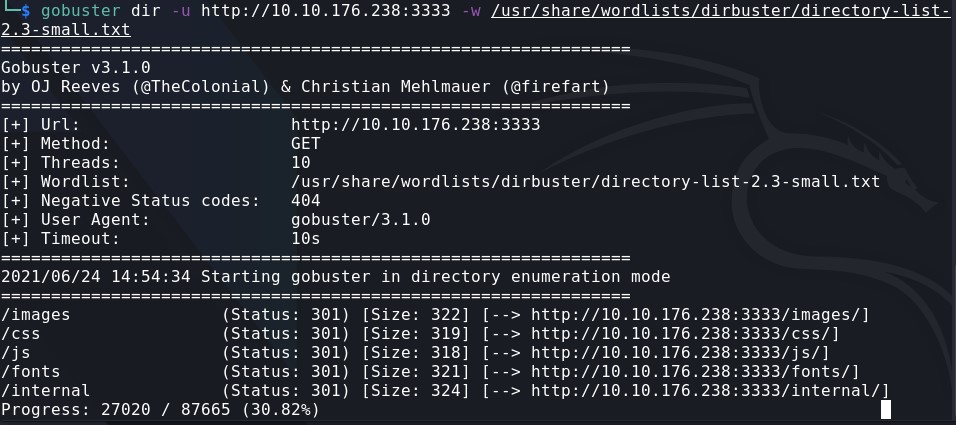 └─$ gobuster dir -u http://10.10.176.238:3333 -w /usr/share/wordlists/dirbuster/directory-list-
2.3-small.txt
===============================================================
Gobuster v3.1.0
by OJ Reeves (@TheColonial) & Christian Mehlmauer (@firefart)
===============================================================
[+] Url:                     http://10.10.176.238:3333
[+] Method:                  GET
[+] Threads:                 10
[+] Wordlist:                /usr/share/wordlists/dirbuster/directory-list-2.3-small.txt
[+] Negative Status codes:   404
[+] User Agent:              gobuster/3.1.0
[+] Timeout:                 10s
===============================================================
2021/06/24 14:54:34 Starting gobuster in directory enumeration mode
===============================================================
/images               (Status: 301) [Size: 322] [--> http://10.10.176.238:3333/images/]
/css                  (Status: 301) [Size: 319] [--> http://10.10.176.238:3333/css/]
/js                   (Status: 301) [Size: 318] [--> http://10.10.176.238:3333/js/]
/fonts                (Status: 301) [Size: 321] [--> http://10.10.176.238:3333/fonts/]
/internal             (Status: 301) [Size: 324] [--> http://10.10.176.238:3333/internal/]
Progress: 27020 / 87665 (30.82%)